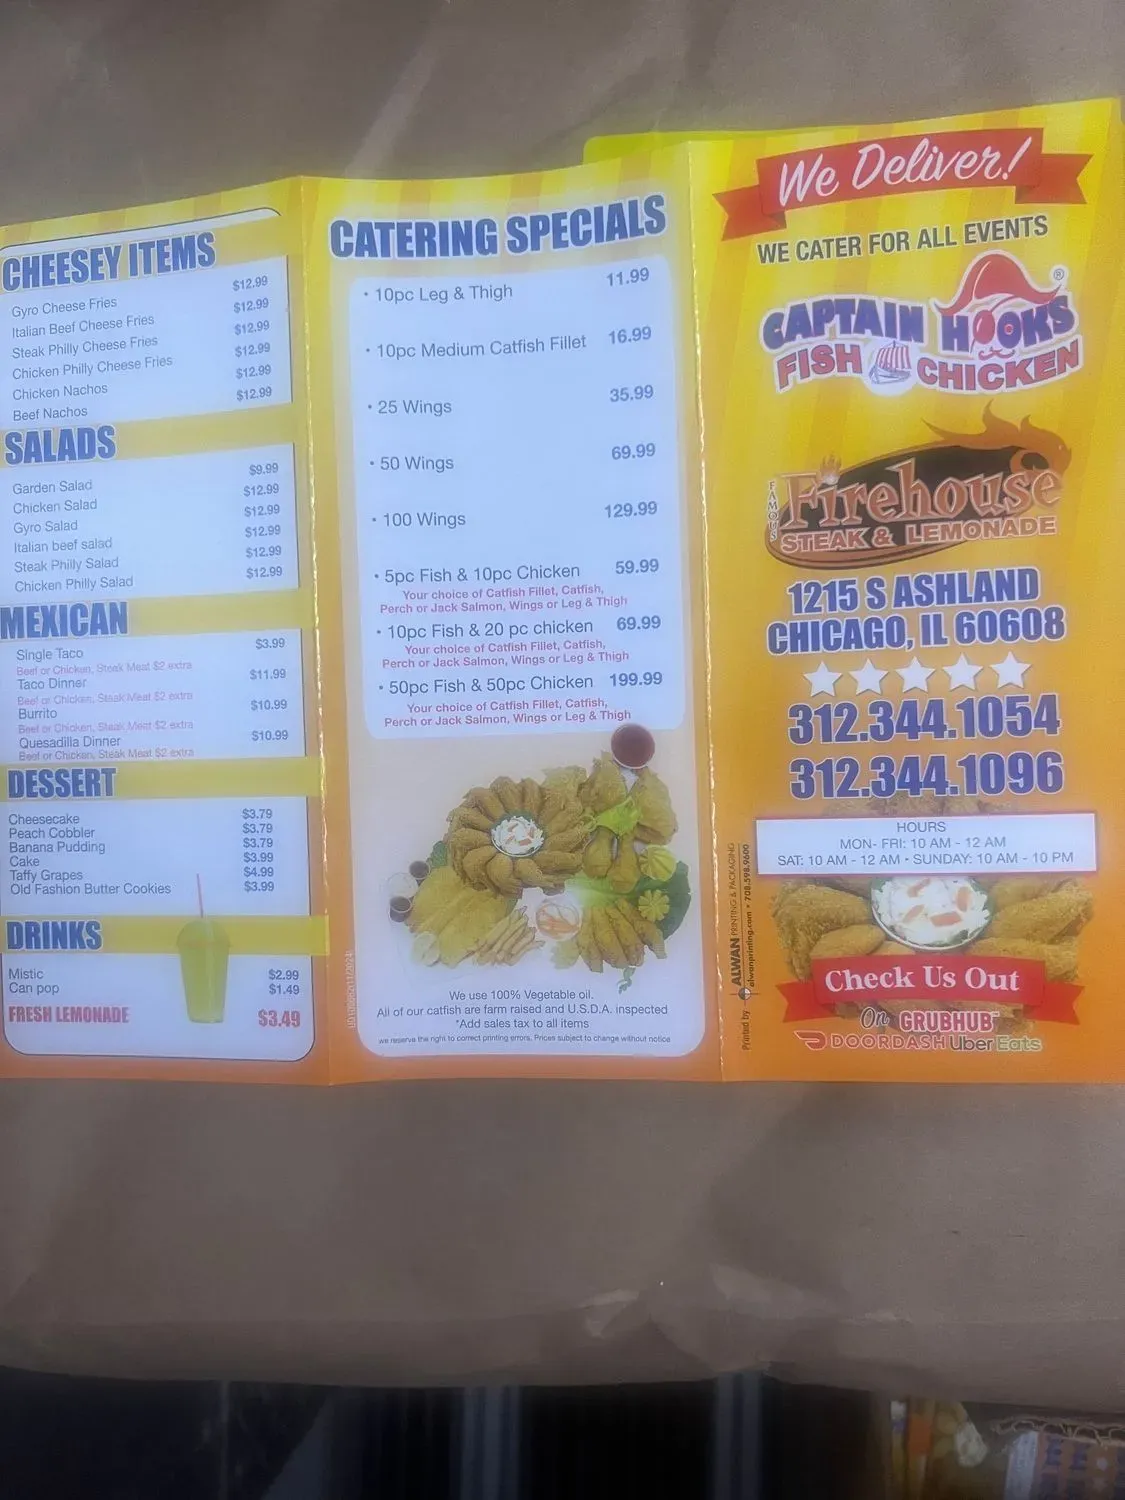 CHEESEY ITEMS
Gyro Cheese Fries $12.99
Italian Beef Cheese Fries $12.99
Steak Philly Cheese Fries $12.99
Chicken Philly Cheese Fries $12.99
Chicken Nachos $12.99
Beef Nachos $12.99
SALADS
Garden Salad $9.99
Chicken Salad $12.99
Gyro Salad $12.99
Italian beef salad $12.99
Steak Philly Salad $12.99
Chicken Philly Salad $12.99
MEXICAN
Single Taco $3.99
Beef or Chicken, Steak Meat $2 extra
Taco Dinner $11.99
Beef or Chicken, Steak Meat $2 extra
Burrito $10.99
Beef or Chicken, Steak Meat $2 extra
Quesadilla Dinner $10.99
Beef or Chicken, Steak Meat $2 extra
DESSERT
Cheesecake $3.79
Peach Cobbler $3.79
Banana Pudding $3.79
Cake $3.99
Taffy Grapes $4.99
Old Fashion Butter Cookies $3.99
DRINKS
Mistic $2.99
Can pop $1.49
FRESH LEMONADE $3.49
CATERING SPECIALS
• 10pc Leg & Thigh 11.99
• 10pc Medium Catfish Fillet 16.99
• 25 Wings 35.99
• 50 Wings 69.99
• 100 Wings 129.99
• 5pc Fish & 10pc Chicken 59.99
Your choice of Catfish Fillet, Catfish,
Perch or Jack Salmon, Wings or Leg & Thigh
• 10pc Fish & 20 pc chicken 69.99
Your choice of Catfish Fillet, Catfish,
Perch or Jack Salmon, Wings or Leg & Thigh
• 50pc Fish & 50pc Chicken 199.99
Your choice of Catfish Fillet, Catfish,
Perch or Jack Salmon, Wings or Leg & Thigh
We use 100% Vegetable oil.
All of our catfish are farm raised and U.S.D.A. inspected
*Add sales tax to all items
we reserve the right to correct printing errors, Prices subject to change without notice
We Deliver!
WE CATER FOR ALL EVENTS
CAPTAIN HOOKS ®
FISH CHICKEN
FAMOUS
Firehouse
STEAK & LEMONADE
1215 S ASHLAND
CHICAGO, IL 60608
312.344.1054
312.344.1096
HOURS
MON- FRI: 10 AM - 12 AM
SAT: 10 AM - 12 AM • SUNDAY: 10 AM - 10 PM
Printed by ALWAN PRINTING & PACKAGING
alwanprinting.com • 708.598.9600
Check Us Out
On GRUBHUB
DOORDASH Uber Eats